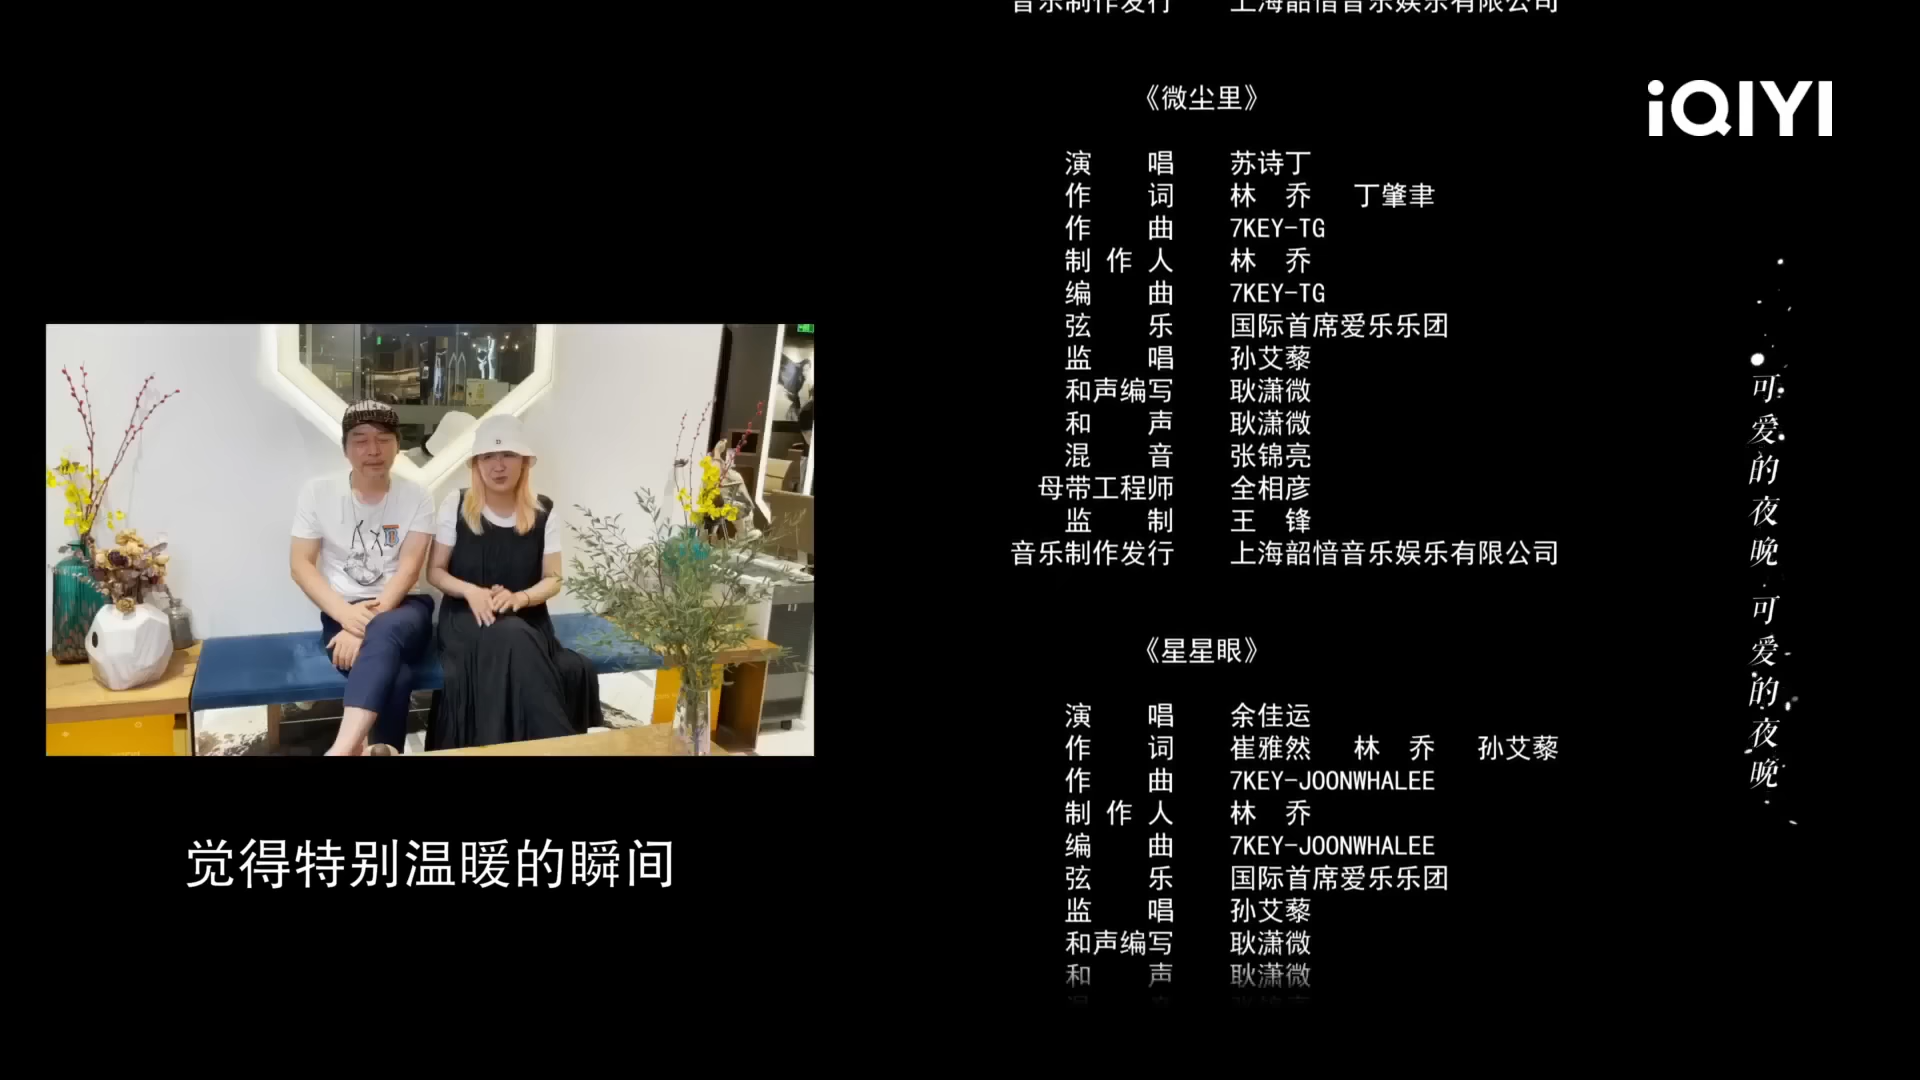 音乐制作发行 上海韶愔音乐娱乐有限公司
iQIYI
《微尘里》
演 唱 苏诗丁
作 词 林 乔 丁肇聿
作 曲 7KEY-TG
制 作 人 林 乔
编 曲 7KEY-TG
弦 乐 国际首席爱乐乐团
监 唱 孙艾藜
和声编写 耿潇微
和 声 耿潇微
混 音 张锦亮
母带工程师 全相彦
监 制 王 锋
音乐制作发行 上海韶愔音乐娱乐有限公司
《星星眼》
演 唱 余佳运
作 词 崔雅然 林 乔 孙艾藜
作 曲 7KEY-JOONWHALEE
制 作 人 林 乔
编 曲 7KEY-JOONWHALEE
弦 乐 国际首席爱乐乐团
监 唱 孙艾藜
和声编写 耿潇微
和 声 耿潇微
觉得特别温暖的瞬间
可爱的夜晚可爱的夜晚